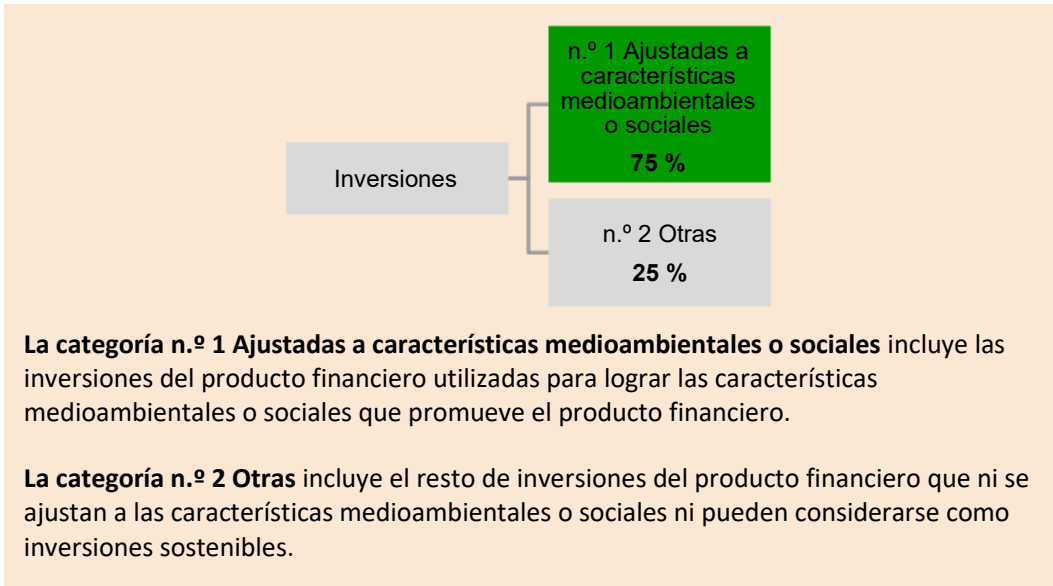 n.º 1 Ajustadas a
características
medioambientales
o sociales
75 %
Inversiones
n.º 2 Otras
25 %
La categoría n.º 1 Ajustadas a características medioambientales o sociales incluye las
inversiones del producto financiero utilizadas para lograr las características
medioambientales o sociales que promueve el producto financiero.
La categoría n.º 2 Otras incluye el resto de inversiones del producto financiero que ni se
ajustan a las características medioambientales o sociales ni pueden considerarse como
inversiones sostenibles.